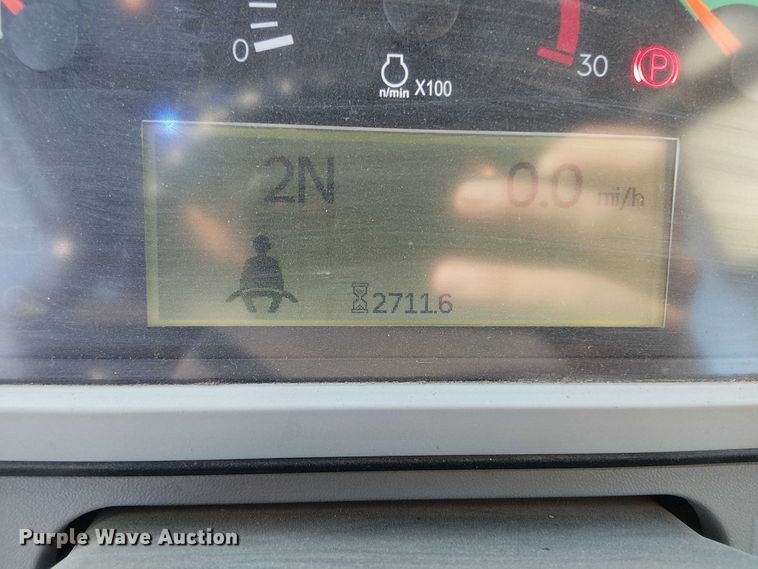 0
30
P
n/min X100
2N 0.0 mi/h
2711.6
Purple Wave Auction